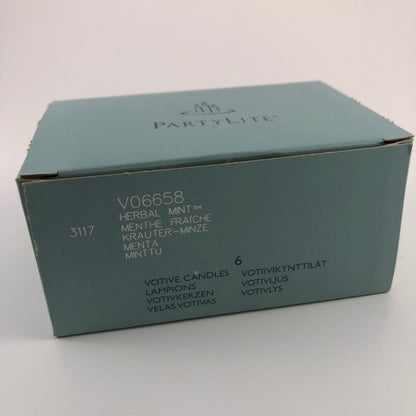 PARTYLITE®
3117
V06658
HERBAL MINT™
MENTHE FRAÎCHE
KRAUTER-MINZE
MENTA
MINTTU
6
VOTIVE CANDLES
LAMPIONS
VOTIVKERZEN
VELAS VOTIVAS
VOTIIVIKYNTTILÄT
VOTIVLJUS
VOTIVLYS